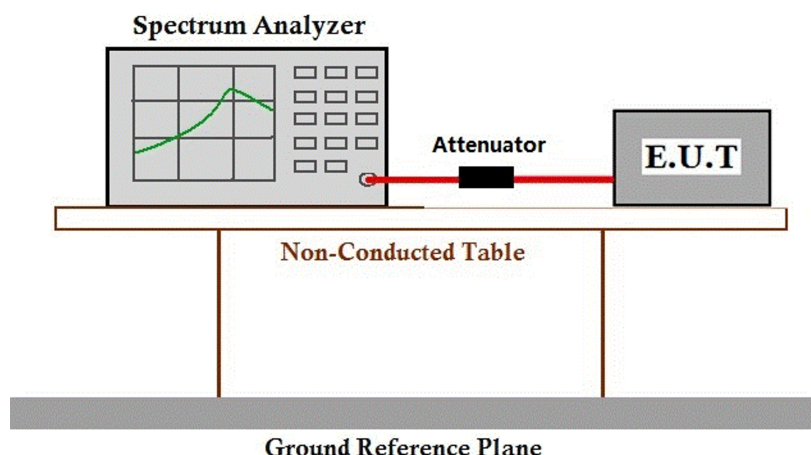 Spectrum Analyzer
Attenuator
E.U.T
Non-Conducted Table
Ground Reference Plane